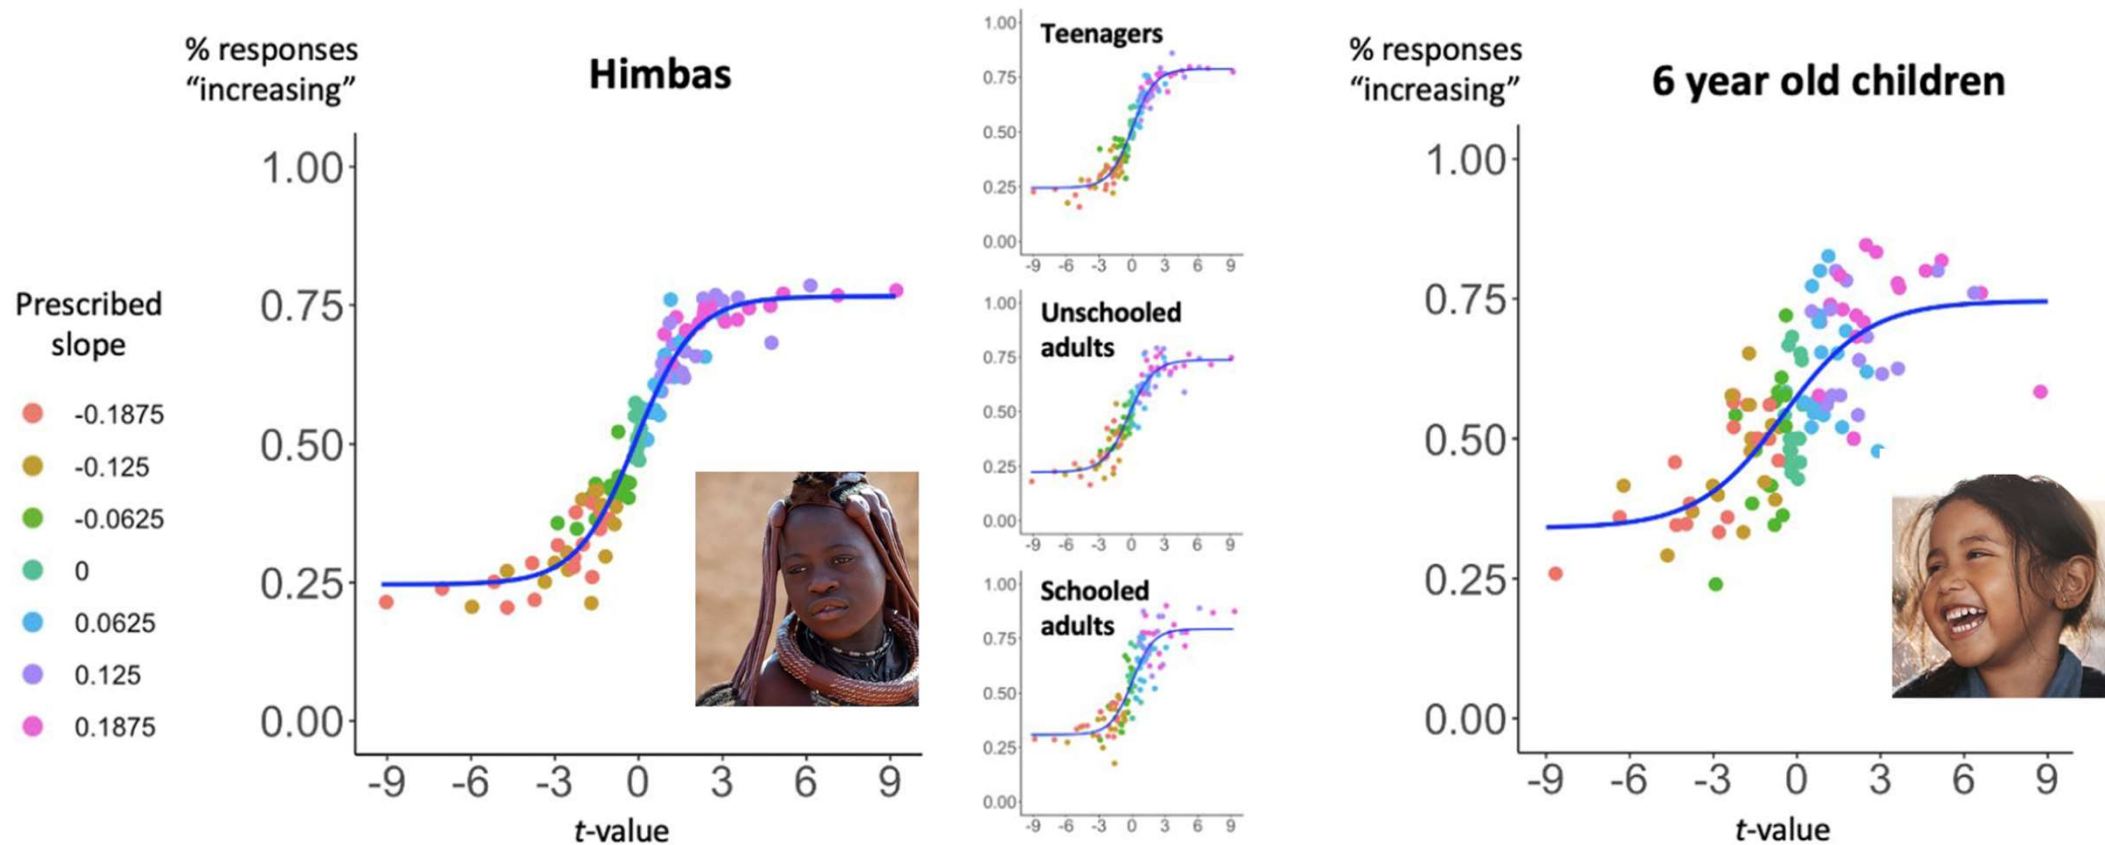 % responses
“increasing”
Himbas
1.00
0.75
0.50
0.25
0.00
-9 -6 -3 0 3 6 9
t-value
Prescribed
slope
-0.1875
-0.125
-0.0625
0
0.0625
0.125
0.1875
Teenagers
1.00
0.75
0.50
0.25
0.00
-9 -6 -3 0 3 6 9
Unschooled
adults
1.00
0.75
0.50
0.25
0.00
-9 -6 -3 0 3 6 9
Schooled
adults
1.00
0.75
0.50
0.25
0.00
-9 -6 -3 0 3 6 9
% responses
“increasing”
6 year old children
1.00
0.75
0.50
0.25
0.00
-9 -6 -3 0 3 6 9
t-value